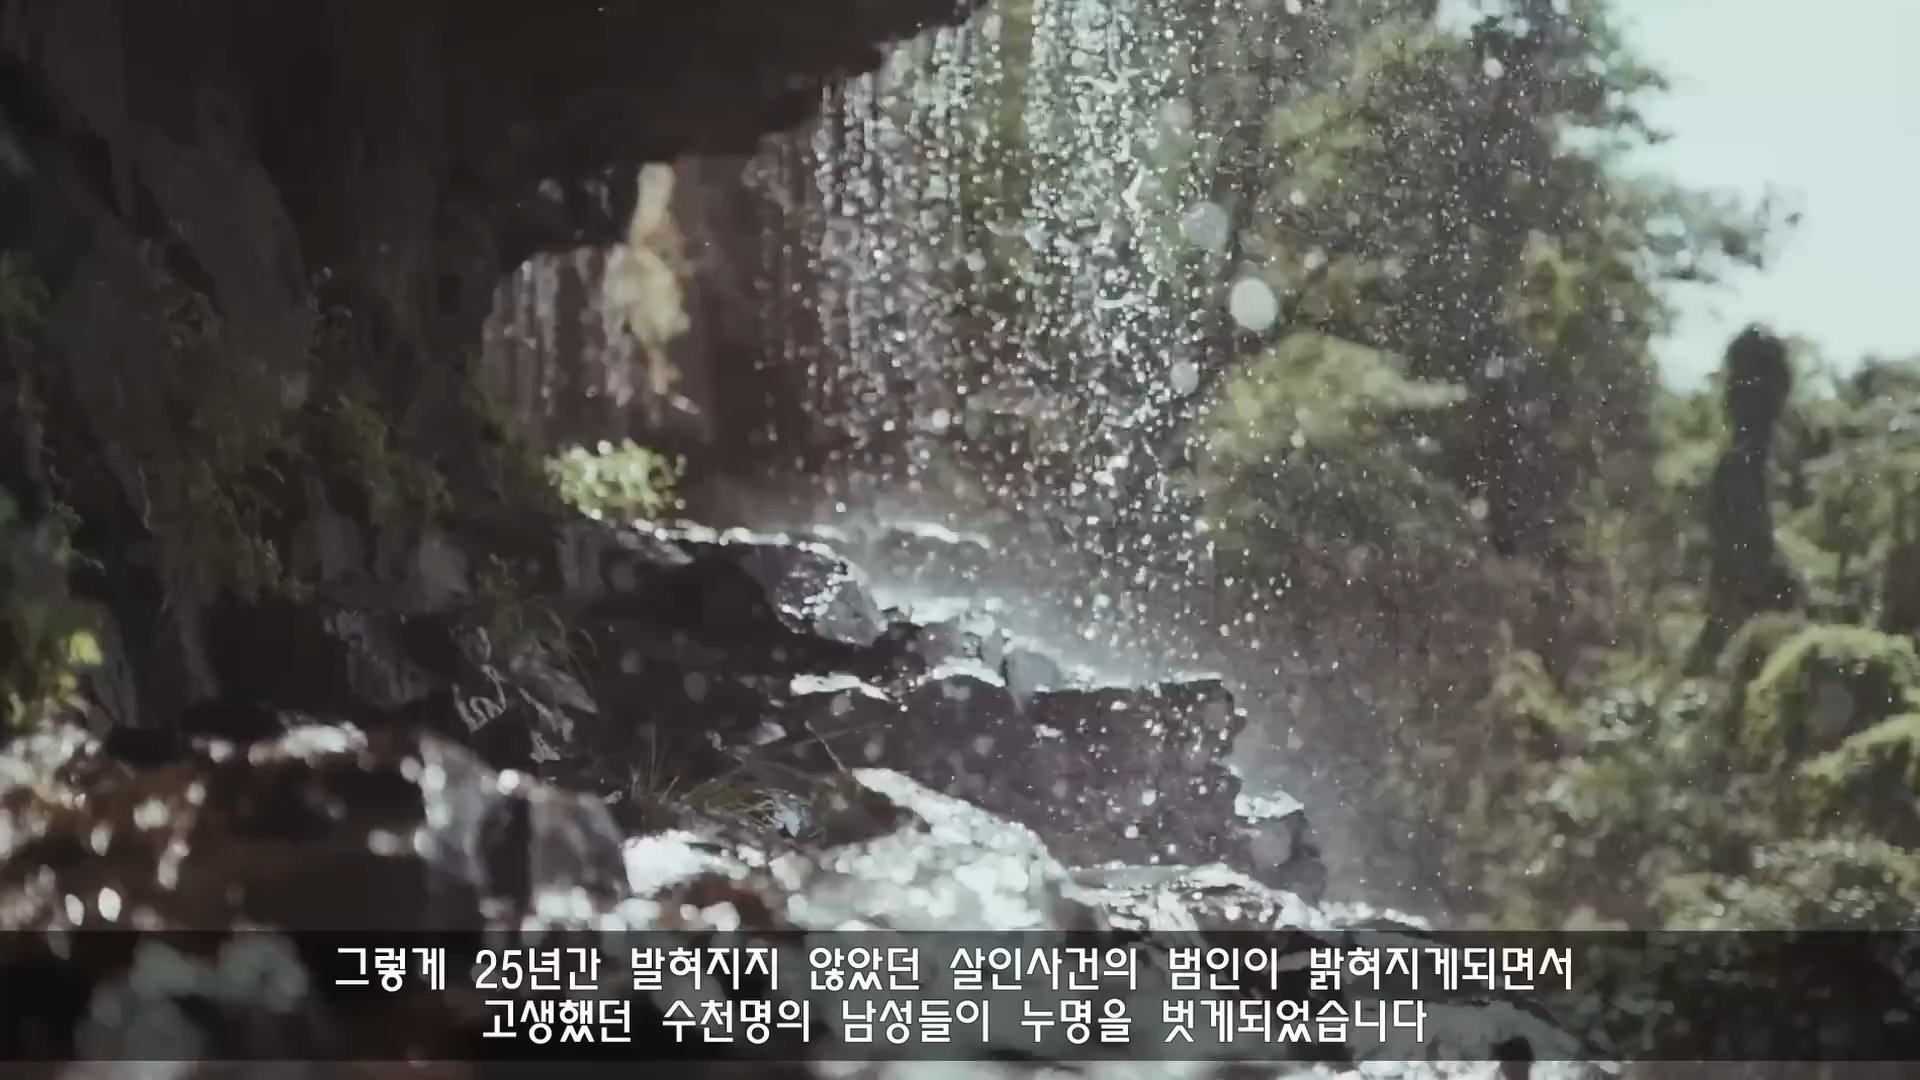 그렇게 25년간 발혀지지 않았던 살인사건의 범인이 밝혀지게되면서
고생했던 수천명의 남성들이 누명을 벗게되었습니다